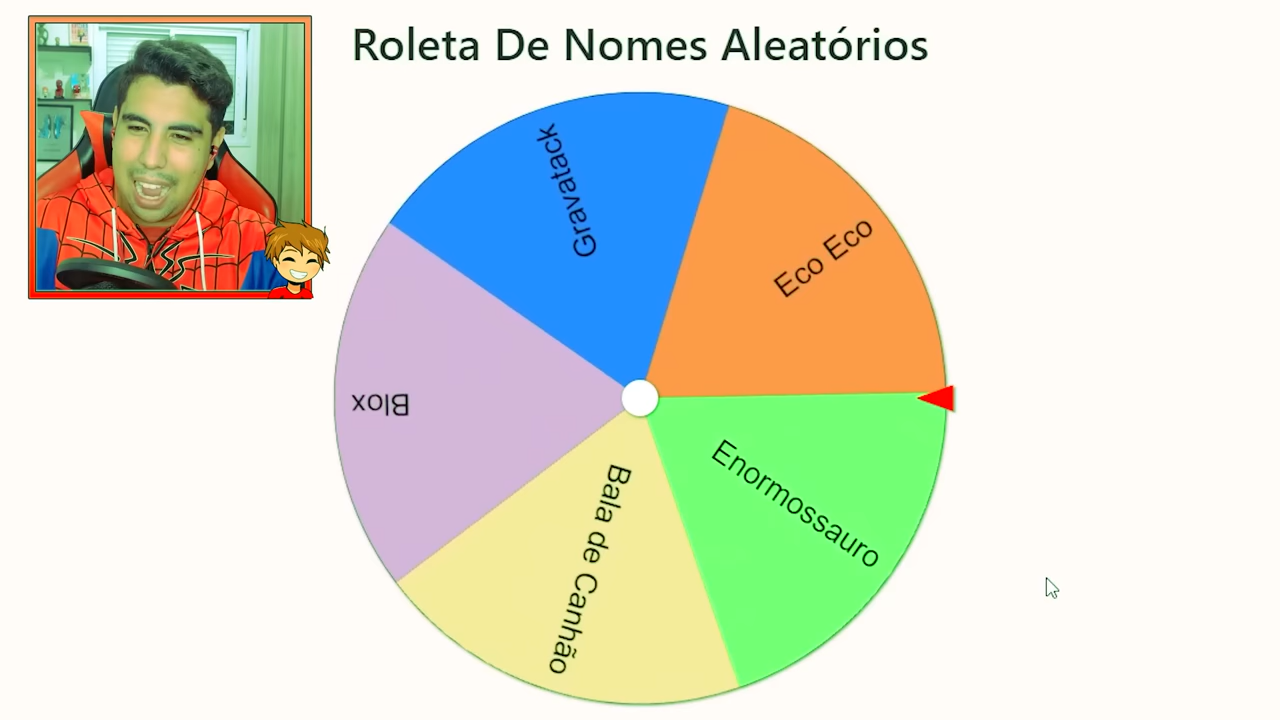 Roleta De Nomes Aleatórios
Gravatack
Eco Eco
Blox
Enormossauro
Bala de Canhão